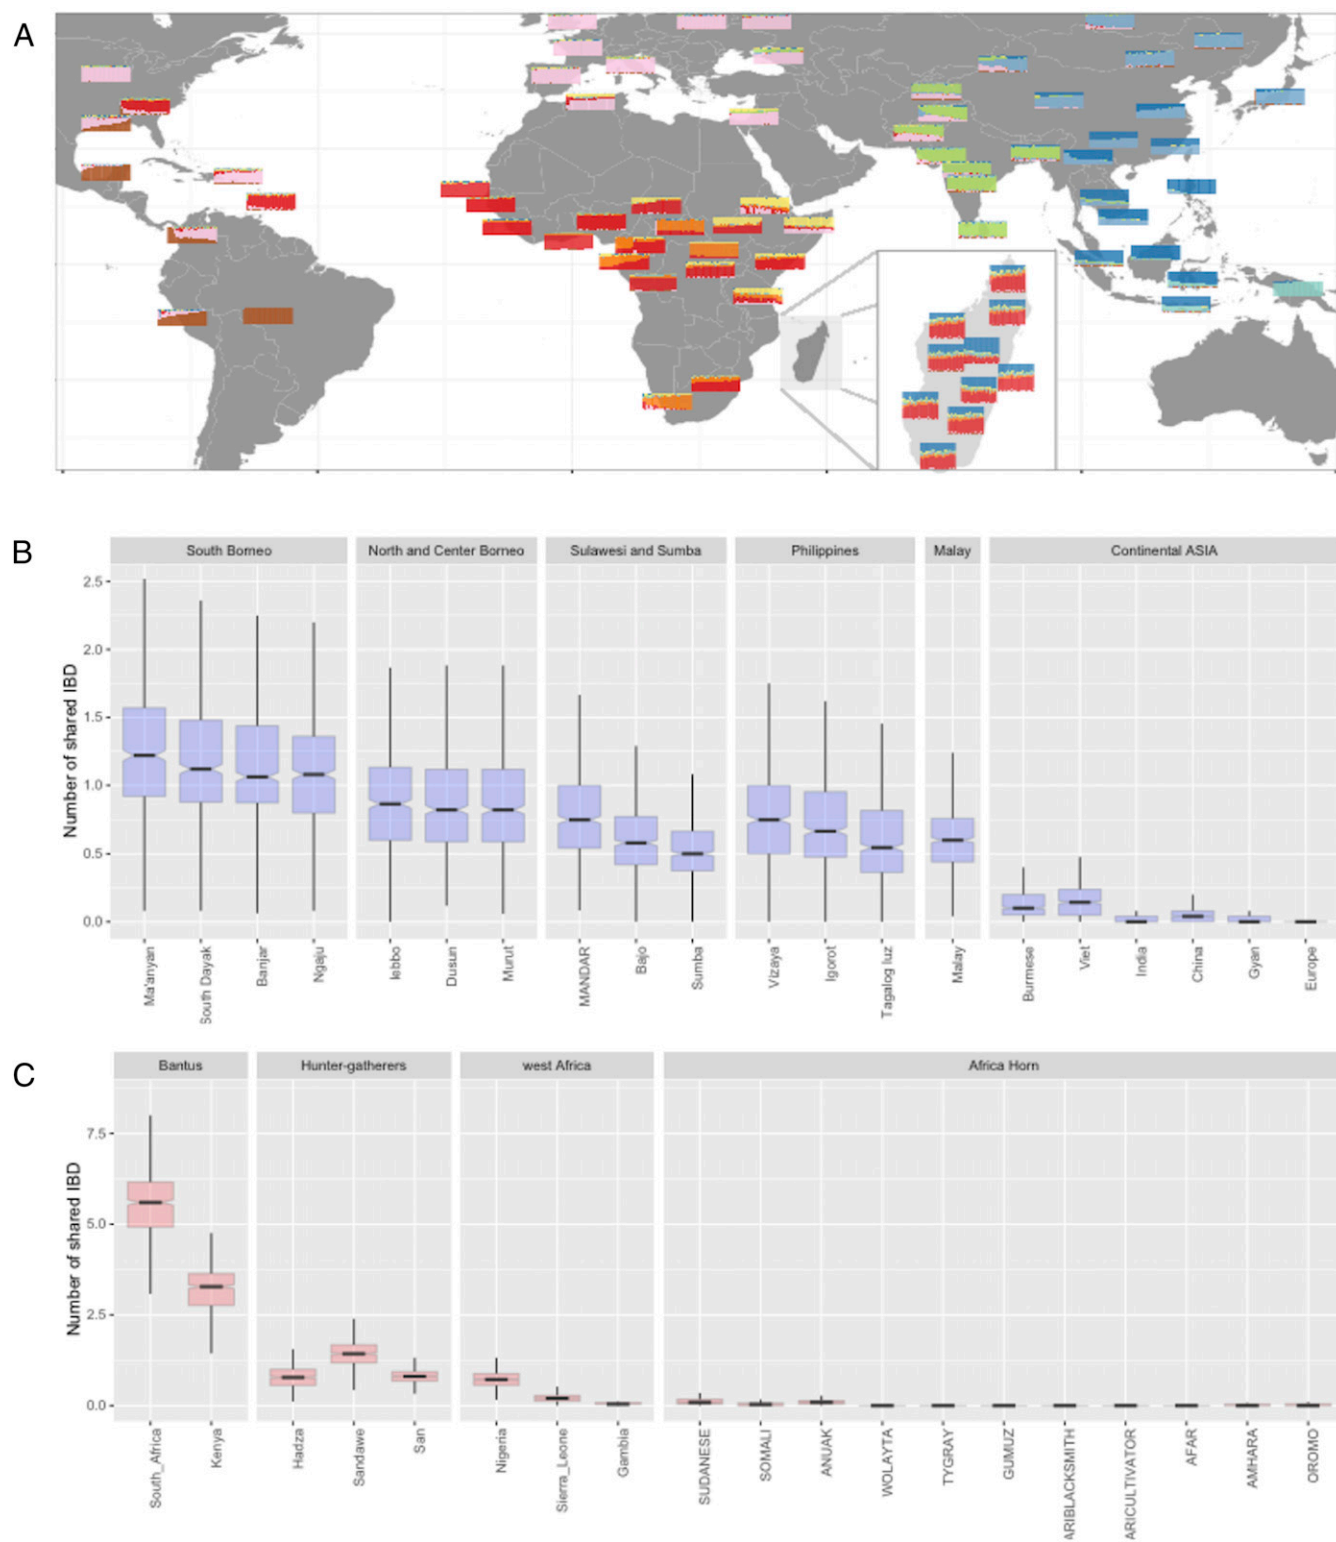 A
B
South Borneo
North and Center Borneo
Sulawesi and Sumba
Philippines
Malay
Continental ASIA
Number of shared IBD
2.5
2.0
1.5
1.0
0.5
0.0
Ma'anyan
South Dayak
Banjar
Ngaju
lebbo
Dusun
Murut
MANDAR
Bajo
Sumba
Vizaya
Igorot
Tagalog luz
Malay
Burmese
Viet
India
China
Gyan
Europe
C
Bantus
Hunter-gatherers
west Africa
Africa Horn
Number of shared IBD
7.5
5.0
2.5
0.0
South_Africa
Kenya
Hadza
Sandawe
San
Nigeria
Sierra_Leone
Gambia
SUDANESE
SOMALI
ANUAK
WOLAYTA
TYGRAY
GUMUZ
ARIBLACKSMITH
ARICULTIVATOR
AFAR
AMHARA
OROMO